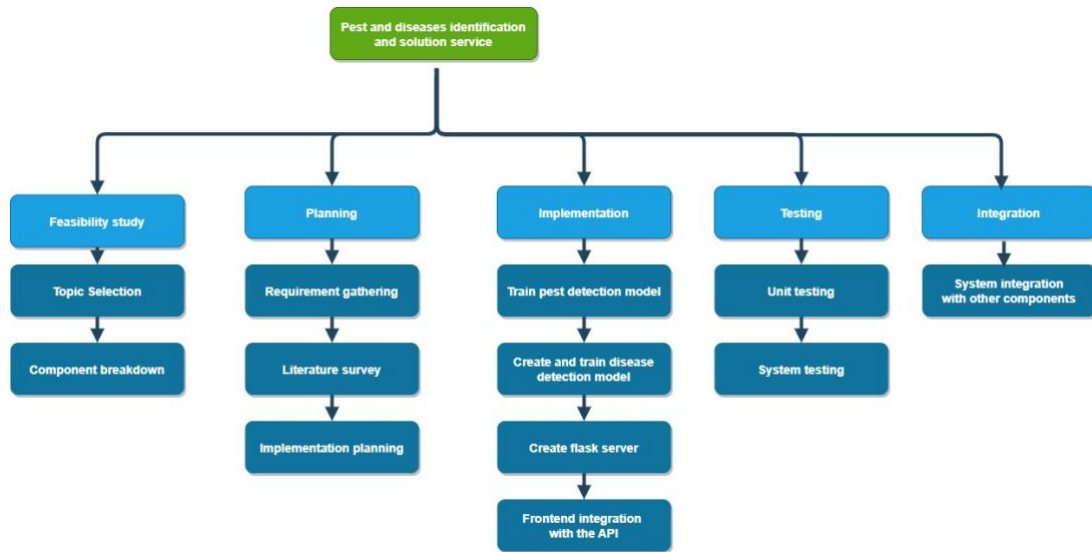 Pest and diseases identification
and solution service
Feasibility study
Planning
Implementation
Testing
Integration
Topic Selection
Requirement gathering
Train pest detection model
Unit testing
System integration
with other components
Component breakdown
Literature survey
Create and train disease
detection model
System testing
Implementation planning
Create flask server
Frontend integration
with the API